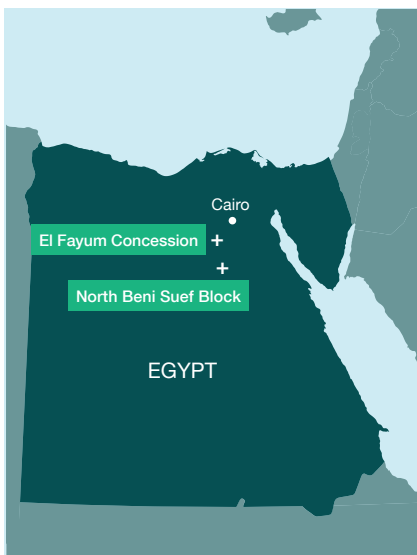 Cairo
El Fayum Concession
North Beni Suef Block
EGYPT